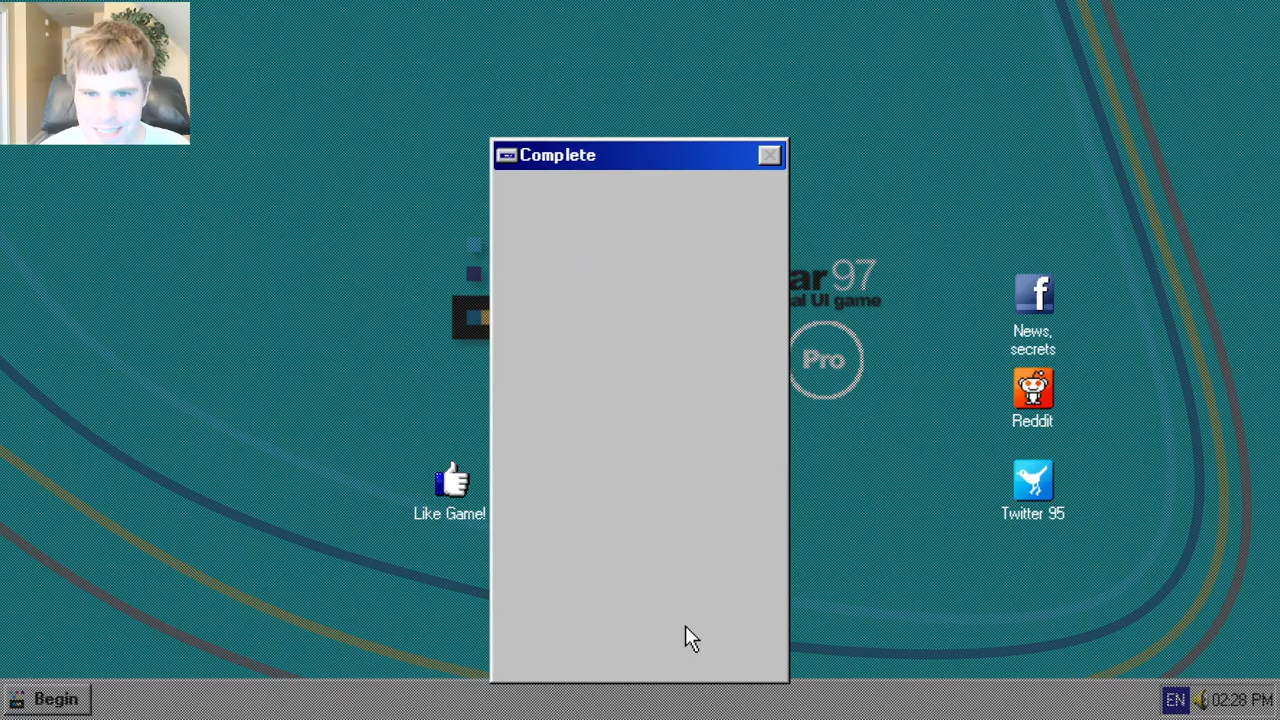 Complete
ar 97
al UI game
Pro
News,
secrets
Reddit
Like Game!
Twitter 95
Begin
EN
02:28 PM